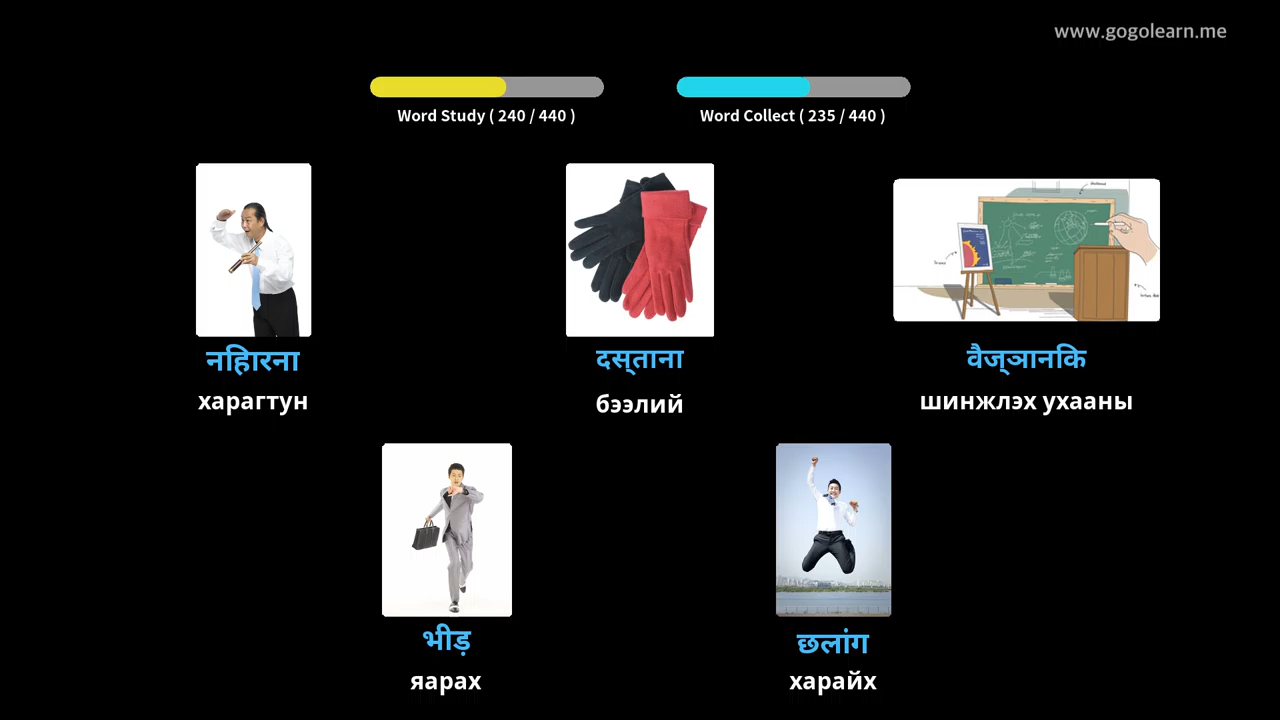 www.gogolearn.me
Word Study ( 240 / 440 )
Word Collect ( 235 / 440 )
नहिारना
दस्‌ताना
वैज्‌ञानकि
харагтун
бээлий
шинжлэх ухааны
भीड़
छलांग
яарах
харайх